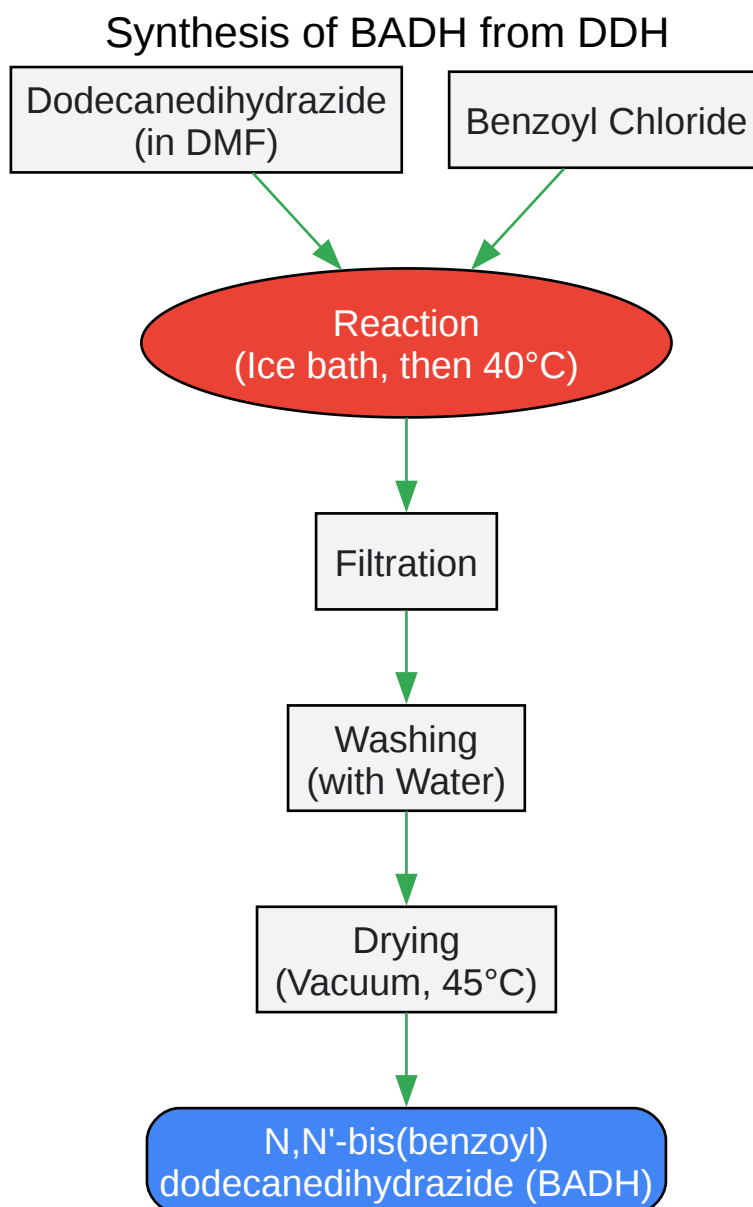 Synthesis of BADH from DDH
Dodecanedihydrazide
(in DMF)
Benzoyl Chloride
Reaction
(Ice bath, then 40°C)
Filtration
Washing
(with Water)
Drying
(Vacuum, 45°C)
N,N'-bis(benzoyl)
dodecanedihydrazide (BADH)